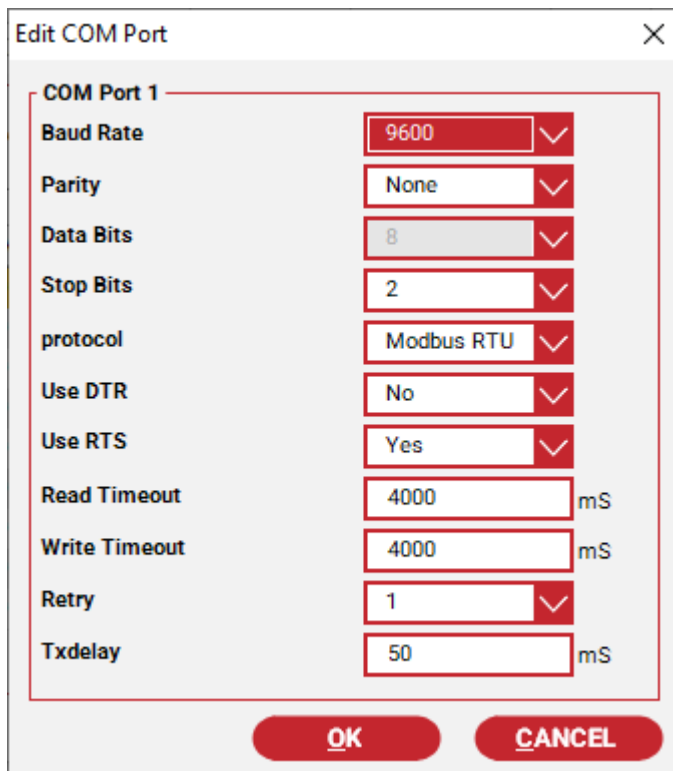 Edit COM Port
COM Port 1
Baud Rate 9600
Parity None
Data Bits 8
Stop Bits 2
protocol Modbus RTU
Use DTR No
Use RTS Yes
Read Timeout 4000 mS
Write Timeout 4000 mS
Retry 1
Txdelay 50 mS
OK CANCEL